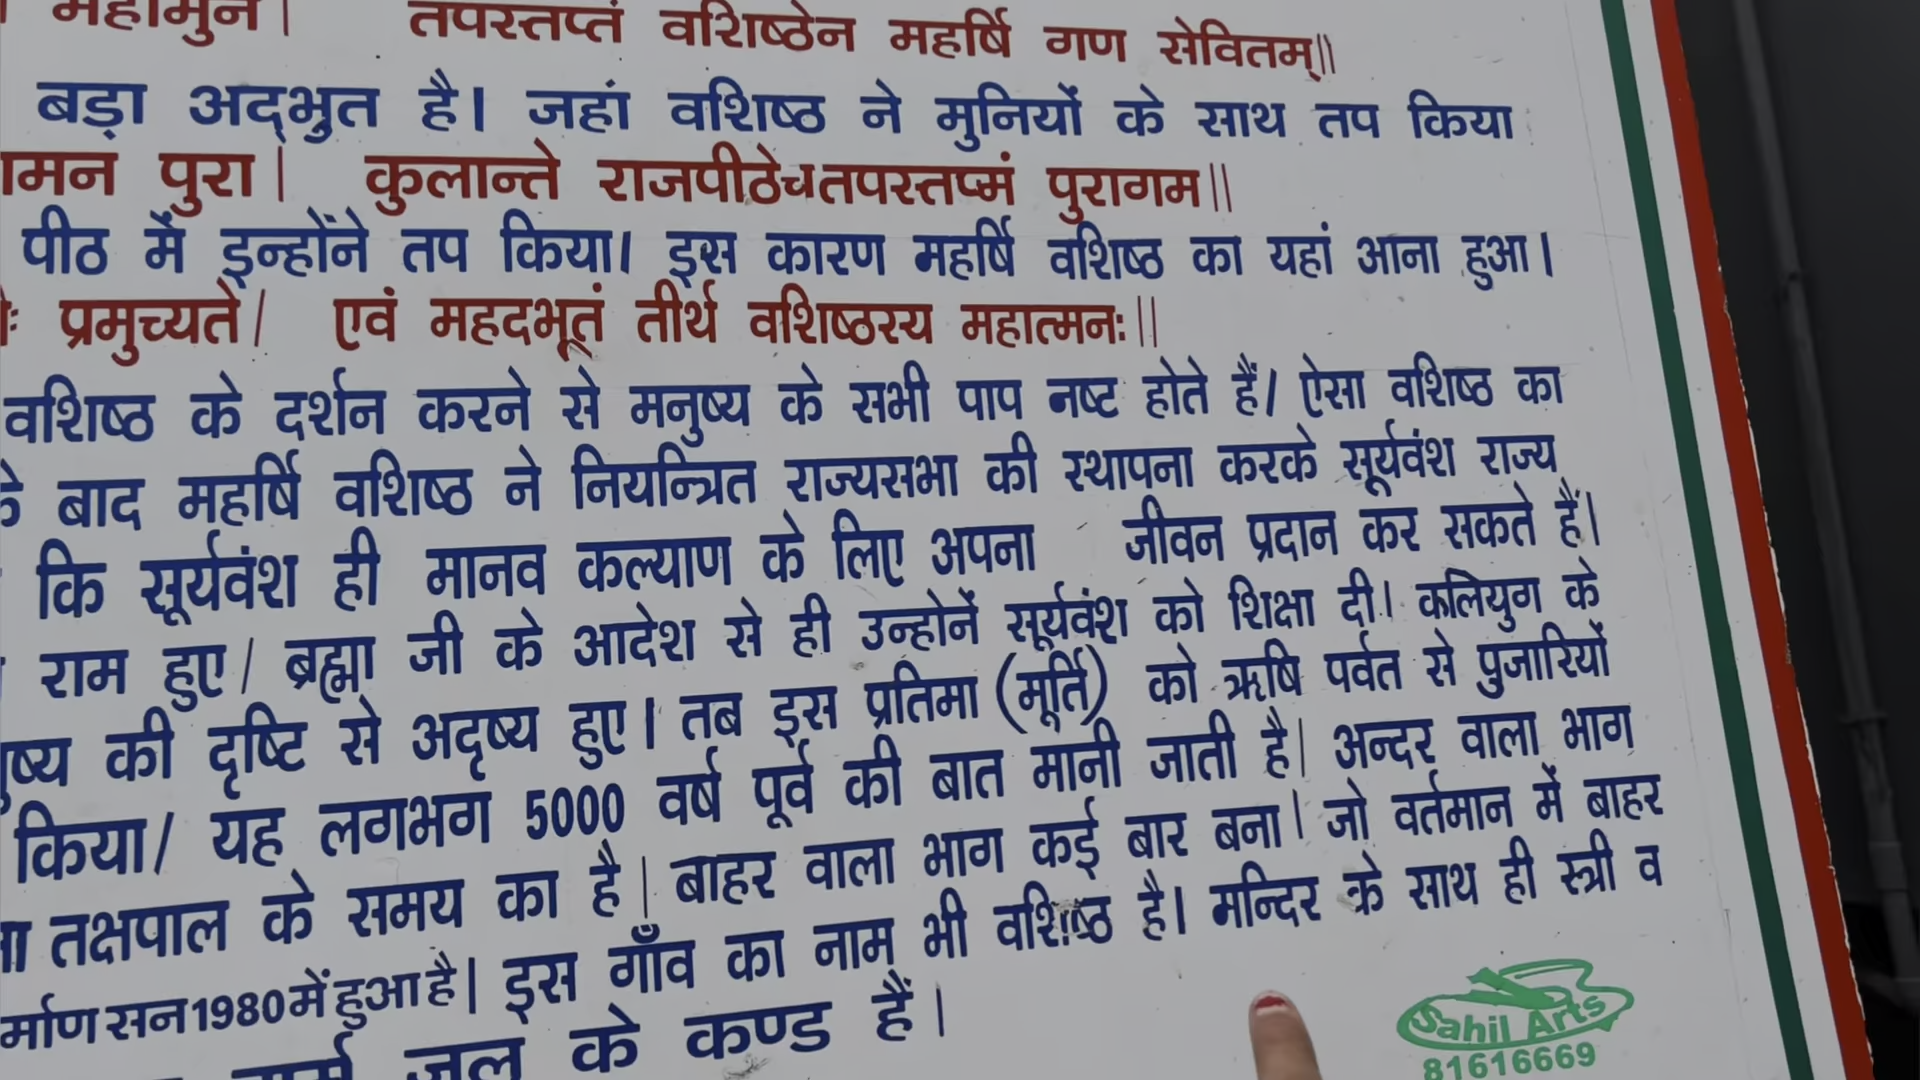 महामुने। तपस्तप्तं वशिष्ठेन महर्षि गण सेवितम्॥
बड़ा अद्भुत है। जहां वशिष्ठ ने मुनियों के साथ तप किया
पुरा। कुलान्ते राजपीठेचतपस्तप्मं पुरागम॥
पीठ में इन्होंने तप किया। इस कारण महर्षि वशिष्ठ का यहां आना हुआ।
प्रमुच्यते। एवं महदभूतं तीर्थ वशिष्ठस्य महात्मनः॥
वशिष्ठ के दर्शन करने से मनुष्य के सभी पाप नष्ट होते हैं। ऐसा वशिष्ठ का
के बाद महर्षि वशिष्ठ ने नियन्त्रित राज्यसभा की स्थापना करके सूर्यवंश राज्य
कि सूर्यवंश ही मानव कल्याण के लिए अपना जीवन प्रदान कर सकते हैं।
राम हुए। ब्रह्मा जी के आदेश से ही उन्होनें सूर्यवंश को शिक्षा दी। कलियुग के
की दृष्टि से अदृष्य हुए। तब इस प्रतिमा (मूर्ति) को ऋषि पर्वत से पुजारियों
किया। यह लगभग 5000 वर्ष पूर्व की बात मानी जाती है। अन्दर वाला भाग
तक्षपाल के समय का है। बाहर वाला भाग कई बार बना। जो वर्तमान में बाहर
सन 1980 में हुआ है। इस गाँव का नाम भी वशिष्ठ है। मन्दिर के साथ ही स्त्री व
जल के कण्ड हैं।
Sahil Arts
81616669